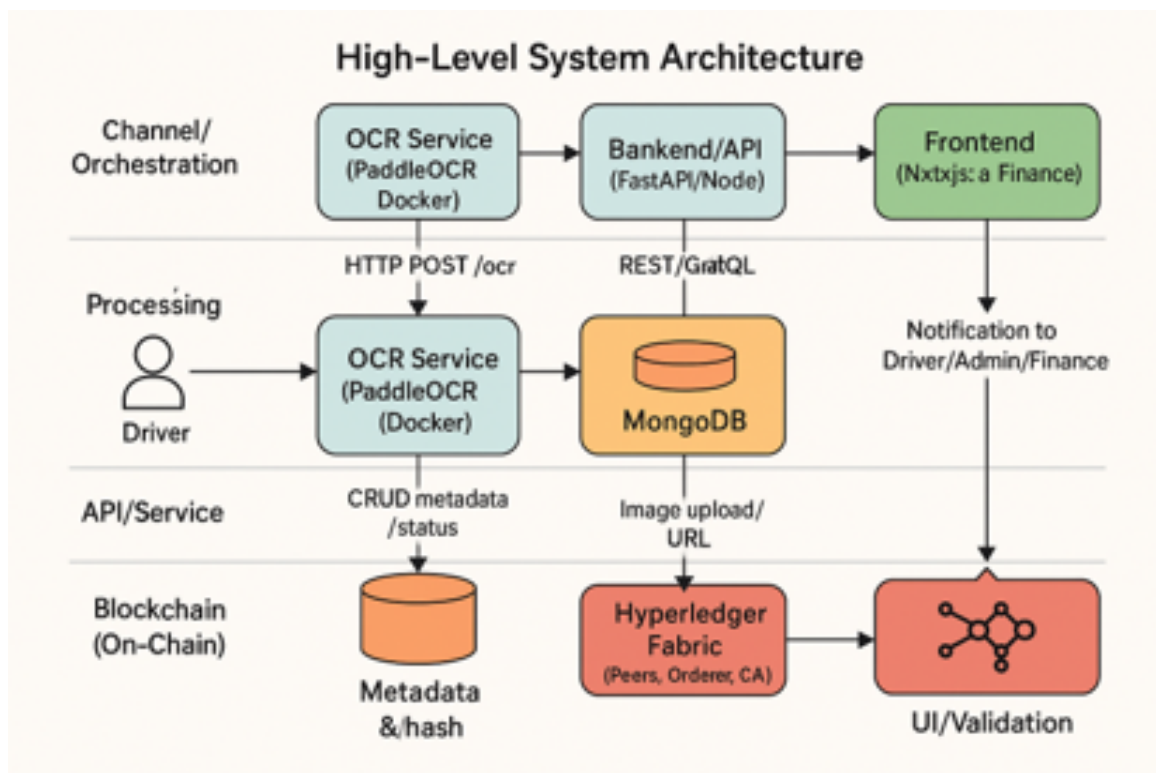 High-Level System Architecture
Channel/
Orchestration
OCR Service
(PaddleOCR
Docker)
Bankend/API
(FastAPI/Node)
Frontend
(Nxtxjs: a Finance)
HTTP POST /ocr
REST/GratQL
Processing
Driver
OCR Service
(PaddleOCR
(Docker)
MongoDB
Notification to
Driver/Admin/Finance
API/Service
CRUD metadata
/status
Image upload/
URL
Blockchain
(On-Chain)
Metadata
&/hash
Hyperledger
Fabric
(Peers, Orderer, CA)
UI/Validation